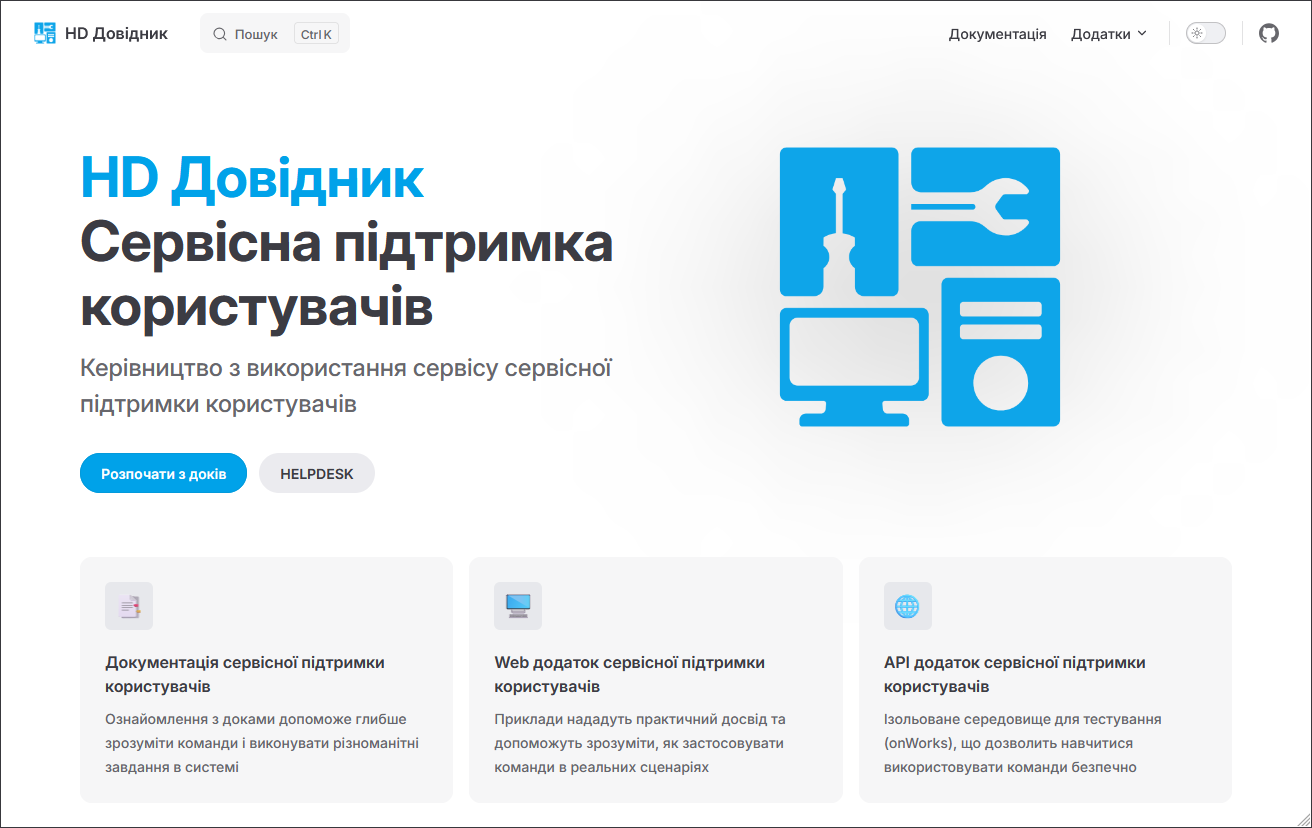 HD Довідник
Пошук
Ctrl K
Документація
Додатки
HD Довідник
Сервісна підтримка
користувачів
Керівництво з використання сервісу сервісної
підтримки користувачів
Розпочати з доків
HELPDESK
Документація сервісної підтримки
користувачів
Ознайомлення з доками допоможе глибше
зрозуміти команди і виконувати різноманітні
завдання в системі
Web додаток сервісної підтримки
користувачів
Приклади нададуть практичний досвід та
допоможуть зрозуміти, як застосовувати
команди в реальних сценаріях
API додаток сервісної підтримки
користувачів
Ізольоване середовище для тестування
(onWorks), що дозволить навчитися
використовувати команди безпечно